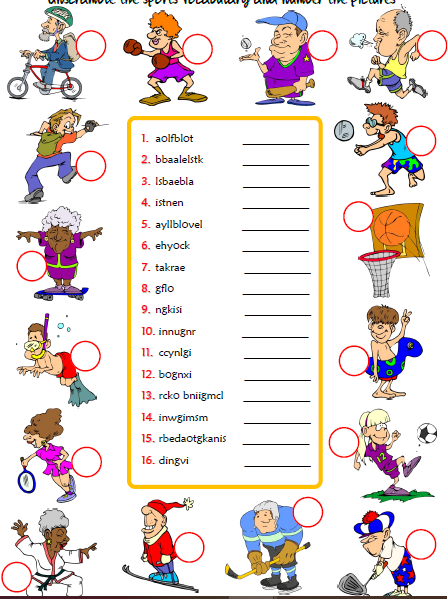 unscramble the sports vocabulary and number the pictures
1. aolfblot
2. bbaalelstk
3. lsbaebla
4. istnen
5. ayllblovel
6. ehyock
7. takrae
8. gflo
9. ngkisi
10. innugnr
11. ccynlgi
12. bognxi
13. rcko bniigmcl
14. inwgimsm
15. rbedaotgkanis
16. dingvi
12